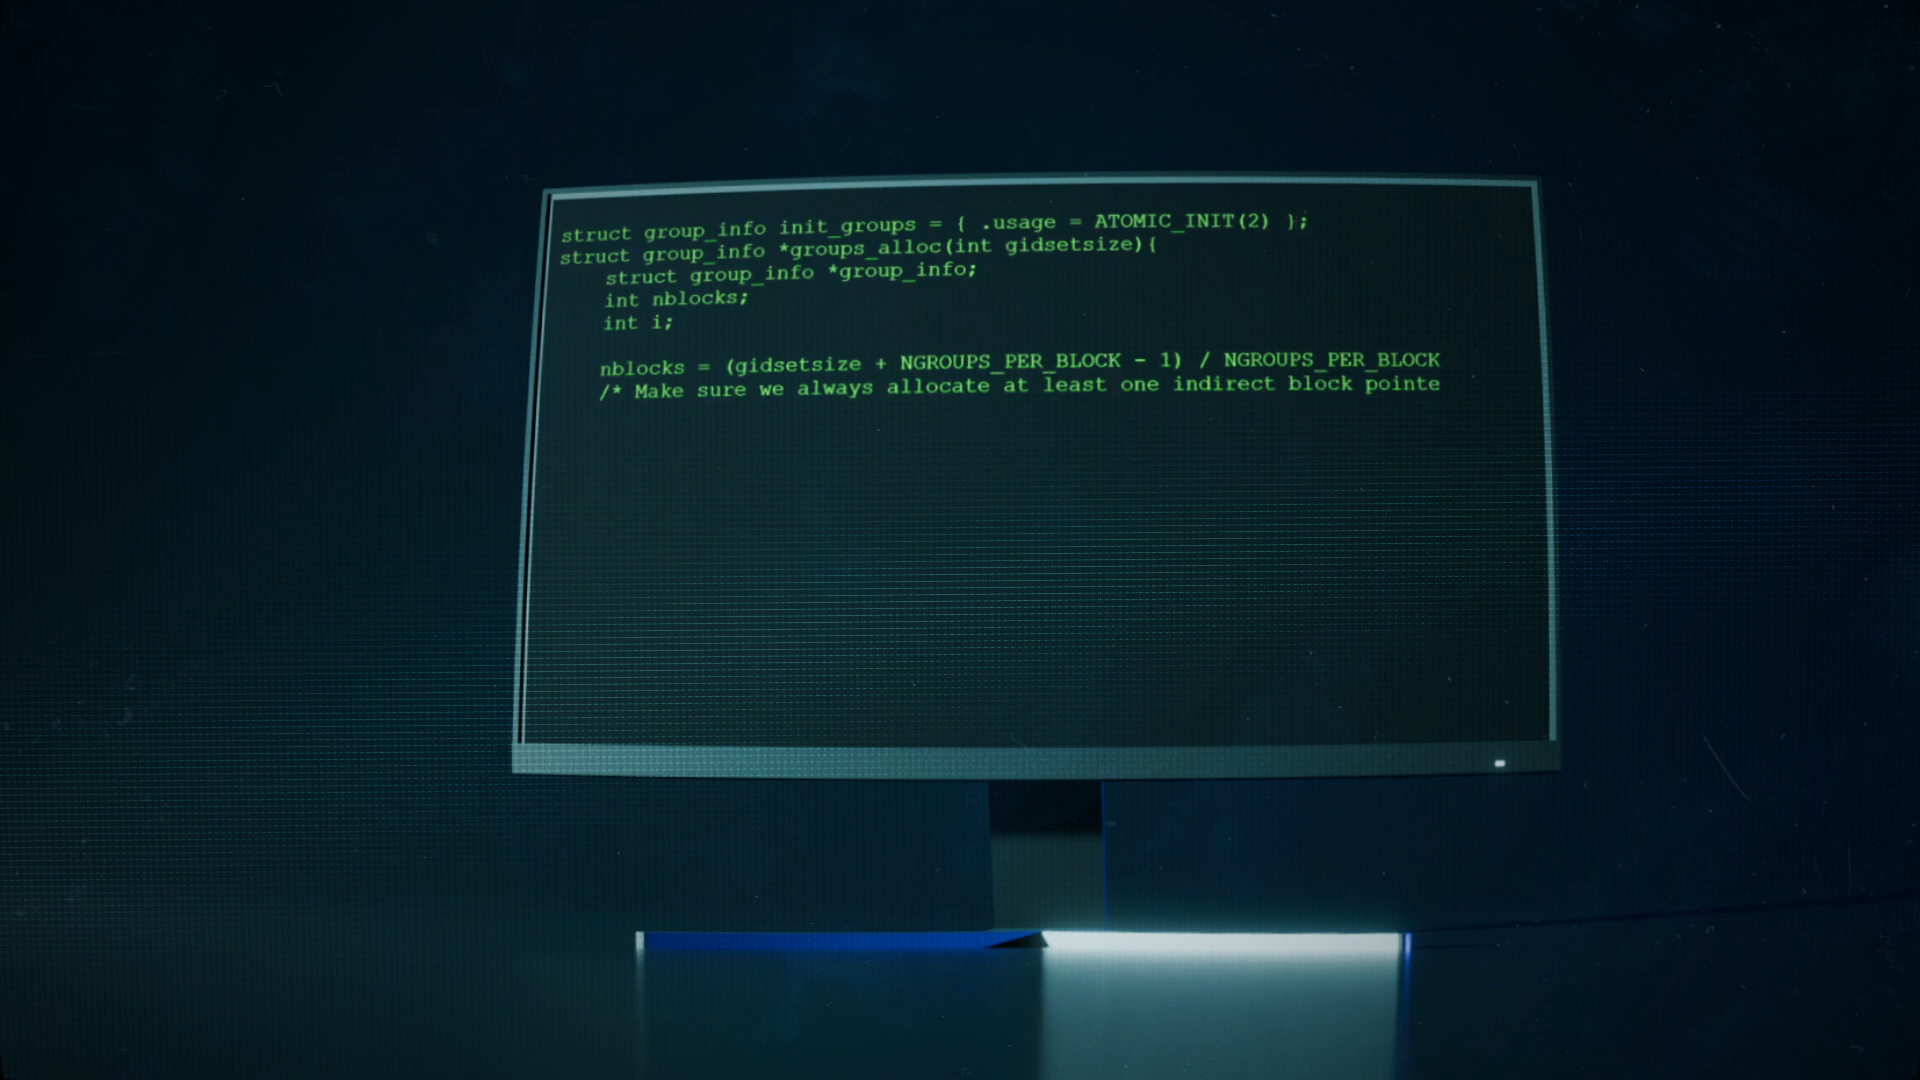 struct group_info init_groups = { .usage = ATOMIC_INIT(2) };
struct group_info *groups_alloc(int gidsetsize){
struct group_info *group_info;
int nblocks;
int i;
nblocks = (gidsetsize + NGROUPS_PER_BLOCK - 1) / NGROUPS_PER_BLOCK
/* Make sure we always allocate at least one indirect block pointe